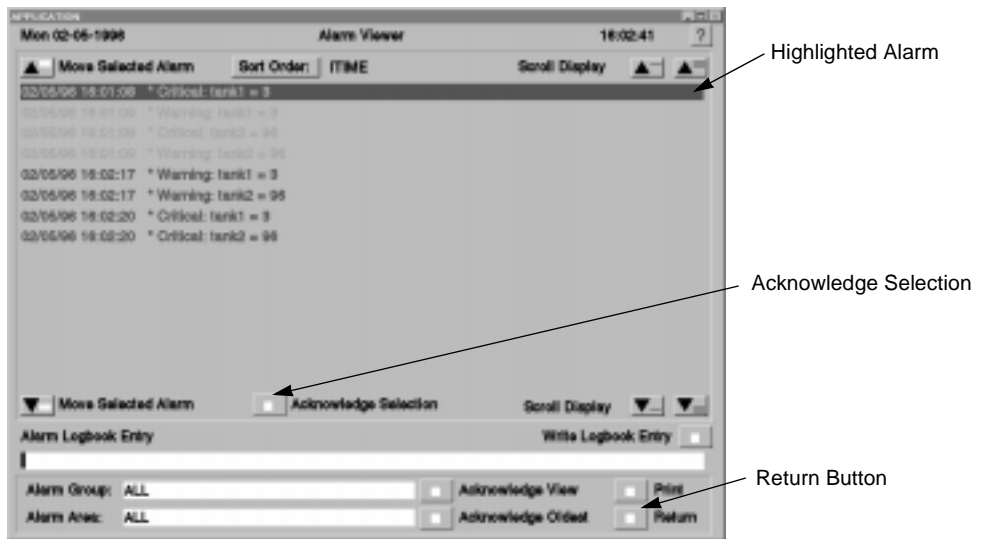 APPLICATION
Mon 02-05-1996 Alarm Viewer 16:02:41 ?
Move Selected Alarm Sort Order: ITIME Scroll Display
02/05/96 16:01:08 * Critical: tank1 = 3
02/05/96 16:01:09 * Warning: tank1 = 3
02/05/96 16:01:09 * Critical: tank2 = 96
02/05/96 16:01:09 * Warning: tank2 = 96
02/05/96 16:02:17 * Warning: tank1 = 3
02/05/96 16:02:17 * Warning: tank2 = 96
02/05/96 16:02:20 * Critical: tank1 = 3
02/05/96 16:02:20 * Critical: tank2 = 96
Move Selected Alarm Acknowledge Selection Scroll Display
Alarm Logbook Entry Write Logbook Entry
Alarm Group: ALL Acknowledge View Print
Alarm Area: ALL Acknowledge Oldest Return
Highlighted Alarm
Acknowledge Selection
Return Button